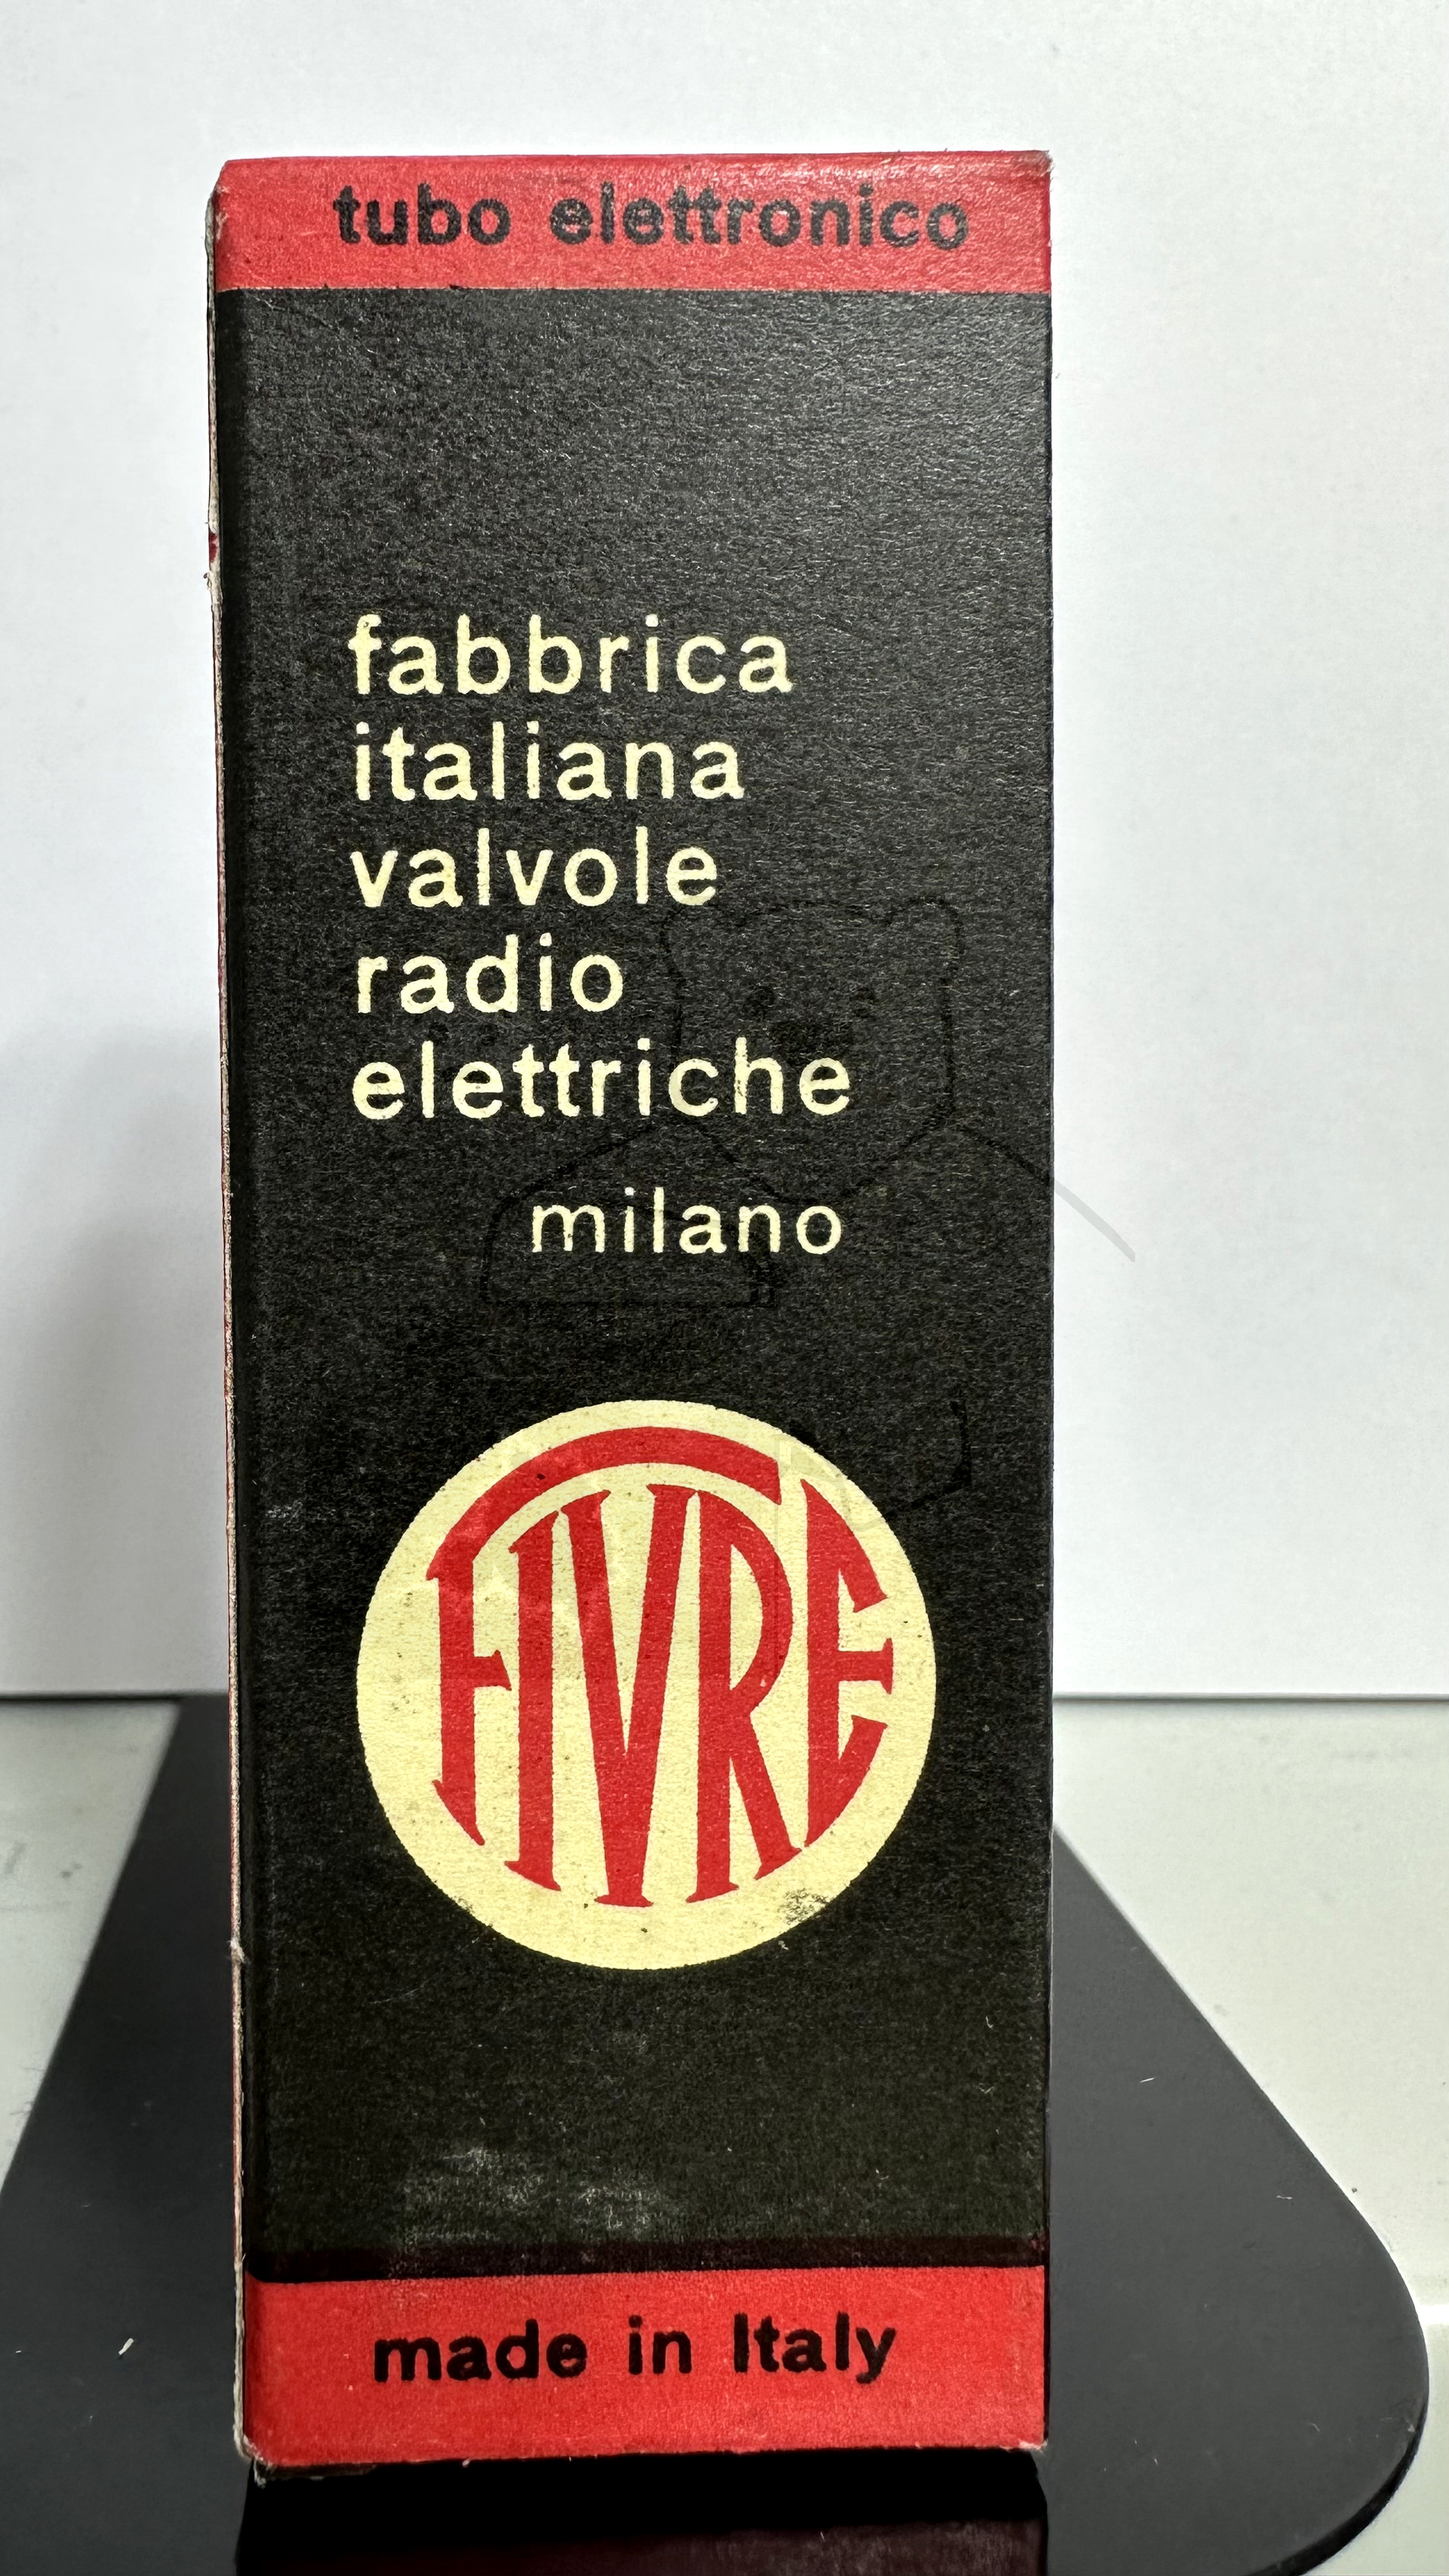 tubo elettronico
fabbrica
italiana
valvole
radio
elettriche
milano
FIVRE
made in Italy